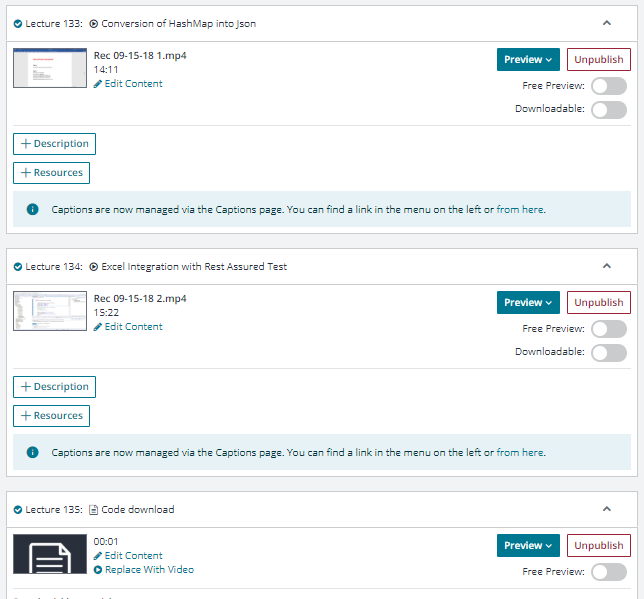 Lecture 133: Conversion of HashMap into Json
Rec 09-15-18 1.mp4
14:11
Edit Content
Preview
Unpublish
Free Preview:
Downloadable:
+ Description
+ Resources
Captions are now managed via the Captions page. You can find a link in the menu on the left or from here.
Lecture 134: Excel Integration with Rest Assured Test
Rec 09-15-18 2.mp4
15:22
Edit Content
Preview
Unpublish
Free Preview:
Downloadable:
+ Description
+ Resources
Captions are now managed via the Captions page. You can find a link in the menu on the left or from here.
Lecture 135: Code download
00:01
Edit Content
Replace With Video
Preview
Unpublish
Free Preview: